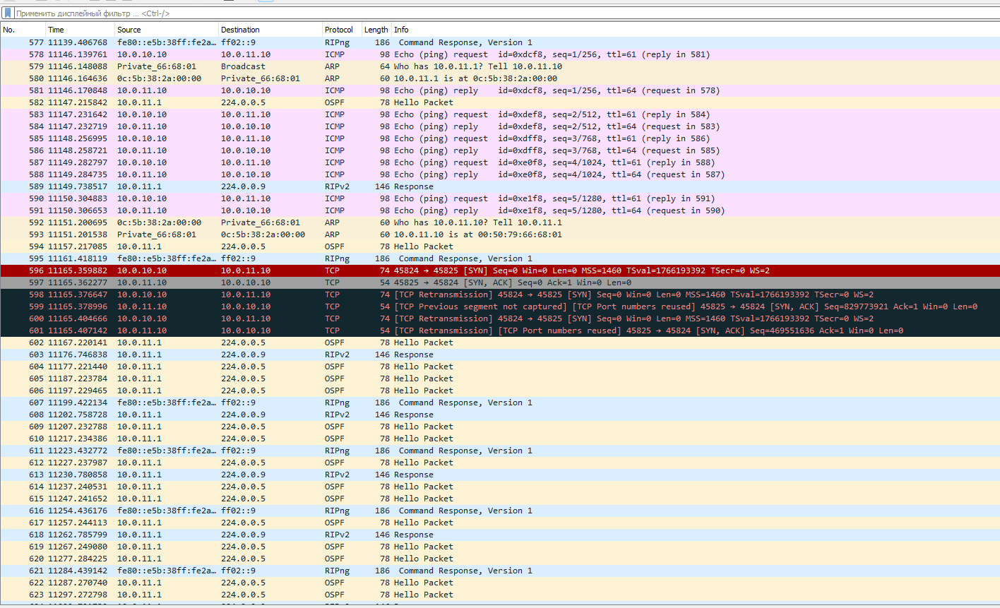 Применить дисплейный фильтр ... <Ctrl-/>
No. Time Source Destination Protocol Length Info
577 11139.406768 fe80::e5b:38ff:fe2a… ff02::9 RIPng 186 Command Response, Version 1
578 11146.139761 10.0.10.10 10.0.11.10 ICMP 98 Echo (ping) request id=0xdcf8, seq=1/256, ttl=61 (reply in 581)
579 11146.148088 Private_66:68:01 Broadcast ARP 64 Who has 10.0.11.1? Tell 10.0.11.10
580 11146.164636 0c:5b:38:2a:00:00 Private_66:68:01 ARP 60 10.0.11.1 is at 0c:5b:38:2a:00:00
581 11146.170848 10.0.11.10 10.0.10.10 ICMP 98 Echo (ping) reply id=0xdcf8, seq=1/256, ttl=64 (request in 578)
582 11147.215842 10.0.11.1 224.0.0.5 OSPF 78 Hello Packet
583 11147.231642 10.0.10.10 10.0.11.10 ICMP 98 Echo (ping) request id=0xdef8, seq=2/512, ttl=61 (reply in 584)
584 11147.232719 10.0.11.10 10.0.10.10 ICMP 98 Echo (ping) reply id=0xdef8, seq=2/512, ttl=64 (request in 583)
585 11148.256995 10.0.10.10 10.0.11.10 ICMP 98 Echo (ping) request id=0xdff8, seq=3/768, ttl=61 (reply in 586)
586 11148.258721 10.0.11.10 10.0.10.10 ICMP 98 Echo (ping) reply id=0xdff8, seq=3/768, ttl=64 (request in 585)
587 11149.282797 10.0.10.10 10.0.11.10 ICMP 98 Echo (ping) request id=0xe0f8, seq=4/1024, ttl=61 (reply in 588)
588 11149.284735 10.0.11.10 10.0.10.10 ICMP 98 Echo (ping) reply id=0xe0f8, seq=4/1024, ttl=64 (request in 587)
589 11149.738517 10.0.11.1 224.0.0.9 RIPv2 146 Response
590 11150.304883 10.0.10.10 10.0.11.10 ICMP 98 Echo (ping) request id=0xe1f8, seq=5/1280, ttl=61 (reply in 591)
591 11150.306653 10.0.11.10 10.0.10.10 ICMP 98 Echo (ping) reply id=0xe1f8, seq=5/1280, ttl=64 (request in 590)
592 11151.200695 0c:5b:38:2a:00:00 Private_66:68:01 ARP 60 Who has 10.0.11.10? Tell 10.0.11.1
593 11151.201538 Private_66:68:01 0c:5b:38:2a:00:00 ARP 60 10.0.11.10 is at 00:50:79:66:68:01
594 11157.217085 10.0.11.1 224.0.0.5 OSPF 78 Hello Packet
595 11161.418119 fe80::e5b:38ff:fe2a… ff02::9 RIPng 186 Command Response, Version 1
596 11165.359882 10.0.10.10 10.0.11.10 TCP 74 45824 → 45825 [SYN] Seq=0 Win=0 Len=0 MSS=1460 TSval=1766193392 TSecr=0 WS=2
597 11165.362277 10.0.11.10 10.0.10.10 TCP 54 45825 → 45824 [SYN, ACK] Seq=0 Ack=1 Win=0 Len=0
598 11165.376647 10.0.10.10 10.0.11.10 TCP 74 [TCP Retransmission] 45824 → 45825 [SYN] Seq=0 Win=0 Len=0 MSS=1460 TSval=1766193392 TSecr=0 WS=2
599 11165.378996 10.0.11.10 10.0.10.10 TCP 54 [TCP Previous segment not captured] [TCP Port numbers reused] 45825 → 45824 [SYN, ACK] Seq=829773921 Ack=1 Win=0 Len=0
600 11165.404666 10.0.10.10 10.0.11.10 TCP 74 [TCP Retransmission] 45824 → 45825 [SYN] Seq=0 Win=0 Len=0 MSS=1460 TSval=1766193392 TSecr=0 WS=2
601 11165.407142 10.0.11.10 10.0.10.10 TCP 54 [TCP Retransmission] [TCP Port numbers reused] 45825 → 45824 [SYN, ACK] Seq=469551636 Ack=1 Win=0 Len=0
602 11167.220141 10.0.11.1 224.0.0.5 OSPF 78 Hello Packet
603 11176.746838 10.0.11.1 224.0.0.9 RIPv2 146 Response
604 11177.221440 10.0.11.1 224.0.0.5 OSPF 78 Hello Packet
605 11187.223784 10.0.11.1 224.0.0.5 OSPF 78 Hello Packet
606 11197.229465 10.0.11.1 224.0.0.5 OSPF 78 Hello Packet
607 11199.422134 fe80::e5b:38ff:fe2a… ff02::9 RIPng 186 Command Response, Version 1
608 11202.758728 10.0.11.1 224.0.0.9 RIPv2 146 Response
609 11207.232788 10.0.11.1 224.0.0.5 OSPF 78 Hello Packet
610 11217.234386 10.0.11.1 224.0.0.5 OSPF 78 Hello Packet
611 11223.432772 fe80::e5b:38ff:fe2a… ff02::9 RIPng 186 Command Response, Version 1
612 11227.237987 10.0.11.1 224.0.0.5 OSPF 78 Hello Packet
613 11230.780858 10.0.11.1 224.0.0.9 RIPv2 146 Response
614 11237.240531 10.0.11.1 224.0.0.5 OSPF 78 Hello Packet
615 11247.241652 10.0.11.1 224.0.0.5 OSPF 78 Hello Packet
616 11254.436176 fe80::e5b:38ff:fe2a… ff02::9 RIPng 186 Command Response, Version 1
617 11257.244113 10.0.11.1 224.0.0.5 OSPF 78 Hello Packet
618 11262.785799 10.0.11.1 224.0.0.9 RIPv2 146 Response
619 11267.249080 10.0.11.1 224.0.0.5 OSPF 78 Hello Packet
620 11277.284225 10.0.11.1 224.0.0.5 OSPF 78 Hello Packet
621 11284.439142 fe80::e5b:38ff:fe2a… ff02::9 RIPng 186 Command Response, Version 1
622 11287.270740 10.0.11.1 224.0.0.5 OSPF 78 Hello Packet
623 11297.272798 10.0.11.1 224.0.0.5 OSPF 78 Hello Packet